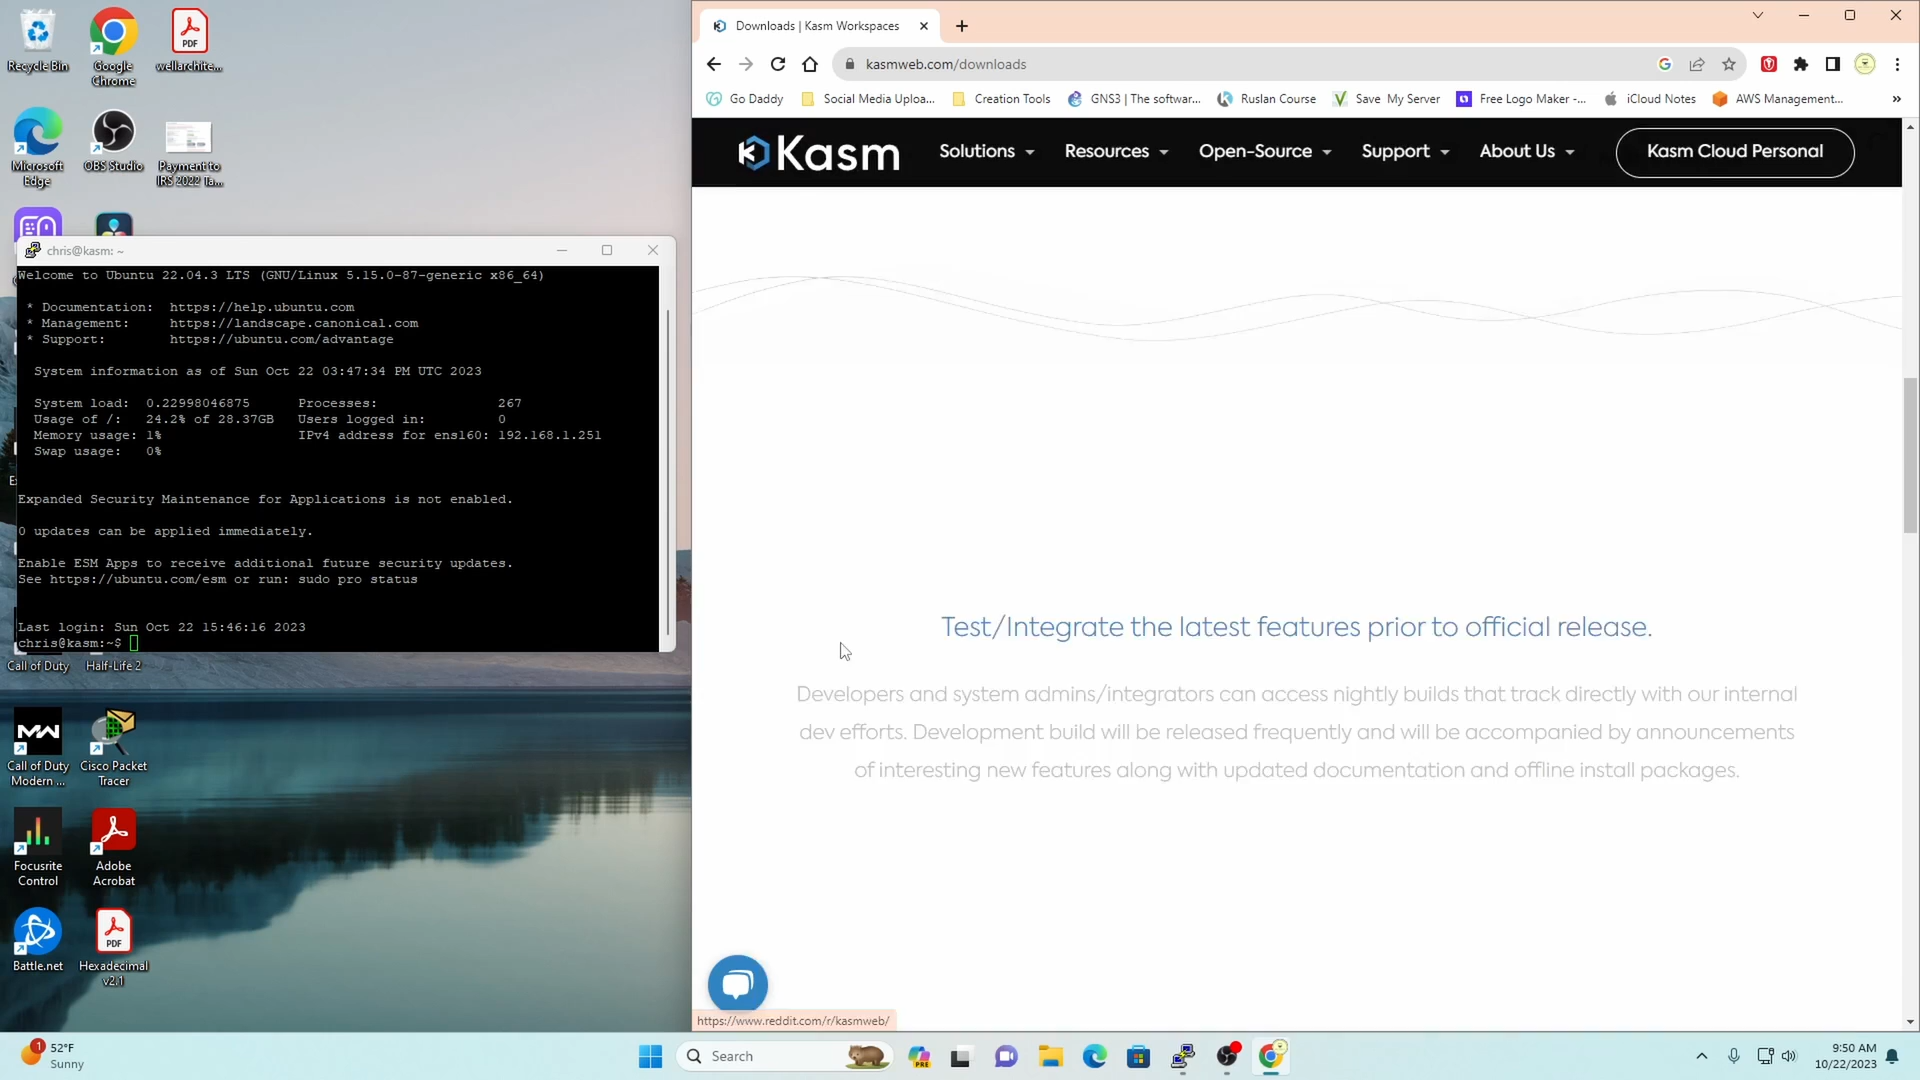 Recycle Bin
Google Chrome
PDF
wellarchite...
Microsoft Edge
OBS Studio
Payment to IRS 2022 Ta...
chris@kasm: ~
Welcome to Ubuntu 22.04.3 LTS (GNU/Linux 5.15.0-87-generic x86_64)
* Documentation: https://help.ubuntu.com
* Management: https://landscape.canonical.com
* Support: https://ubuntu.com/advantage
System information as of Sun Oct 22 03:47:34 PM UTC 2023
System load: 0.22998046875 Processes: 267
Usage of /: 24.2% of 28.37GB Users logged in: 0
Memory usage: 1% IPv4 address for ens160: 192.168.1.251
Swap usage: 0%
Expanded Security Maintenance for Applications is not enabled.
0 updates can be applied immediately.
Enable ESM Apps to receive additional future security updates.
See https://ubuntu.com/esm or run: sudo pro status
Last login: Sun Oct 22 15:46:16 2023
chris@kasm:~$
Call of Duty
Half-Life 2
Call of Duty Modern ...
Cisco Packet Tracer
Focusrite Control
Adobe Acrobat
Battle.net
PDF
Hexadecimal v2.1
Downloads | Kasm Workspaces
kasmweb.com/downloads
Go Daddy
Social Media Uploa...
Creation Tools
GNS3 | The softwar...
Ruslan Course
Save My Server
Free Logo Maker -...
iCloud Notes
AWS Management...
»
Kasm
Solutions
Resources
Open-Source
Support
About Us
Kasm Cloud Personal
Test/Integrate the latest features prior to official release.
Developers and system admins/integrators can access nightly builds that track directly with our internal
dev efforts. Development build will be released frequently and will be accompanied by announcements
of interesting new features along with updated documentation and offline install packages.
https://www.reddit.com/r/kasmweb/
1
52°F
Sunny
Search
PRE
9:50 AM
10/22/2023